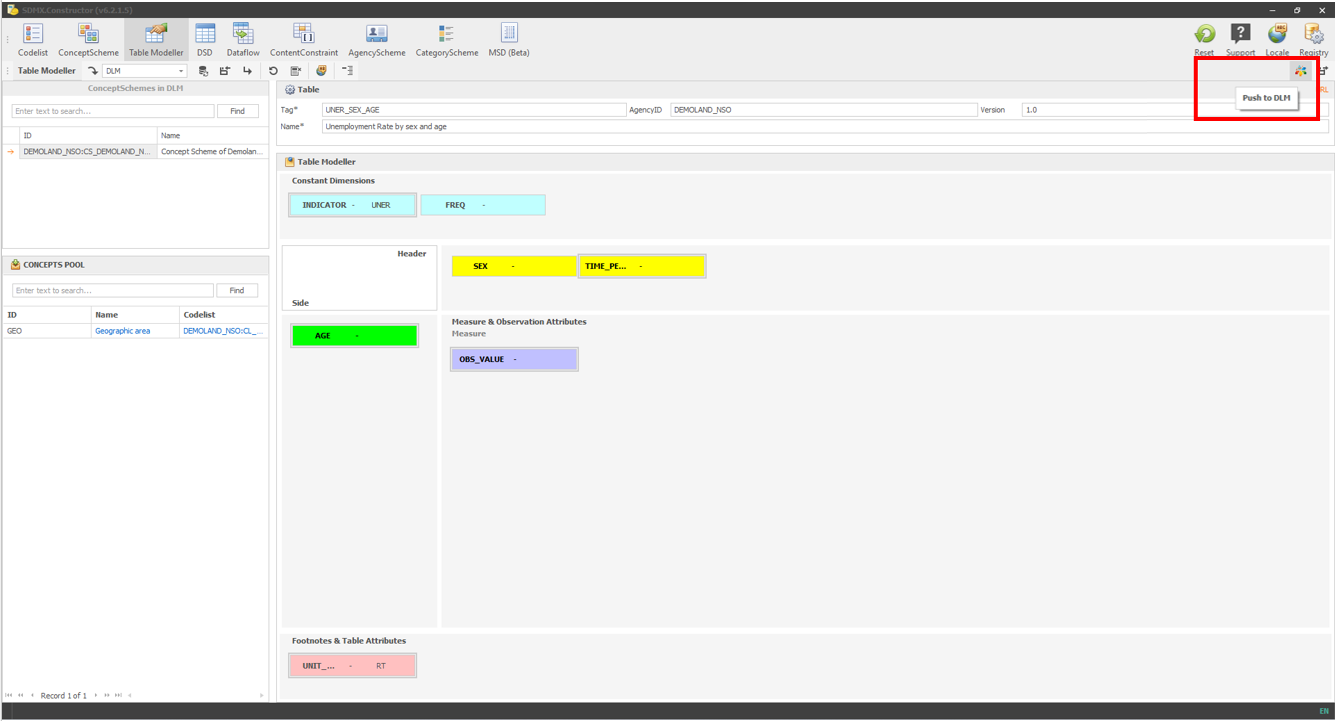 SDMX.Constructor (v6.2.1.5)
Codelist ConceptScheme Table Modeller DSD Dataflow ContentConstraint AgencyScheme CategoryScheme MSD (Beta) Reset Support Locale Registry
Table Modeller DLM
ConceptSchemes in DLM
Enter text to search... Find
ID Name
DEMOLAND_NSO:CS_DEMOLAND_N... Concept Scheme of Demolan...
CONCEPTS POOL
Enter text to search... Find
ID Name Codelist
GEO Geographic area DEMOLAND_NSO:CL_...
Record 1 of 1
Table RL
Push to DLM
Tag* UNER_SEX_AGE AgencyID DEMOLAND_NSO Version 1.0
Name* Unemployment Rate by sex and age
Table Modeller
Constant Dimensions
INDICATOR - UNER FREQ -
Header
Side
SEX - TIME_PE... -
AGE -
Measure & Observation Attributes
Measure
OBS_VALUE -
Footnotes & Table Attributes
UNIT_... - RT
EN